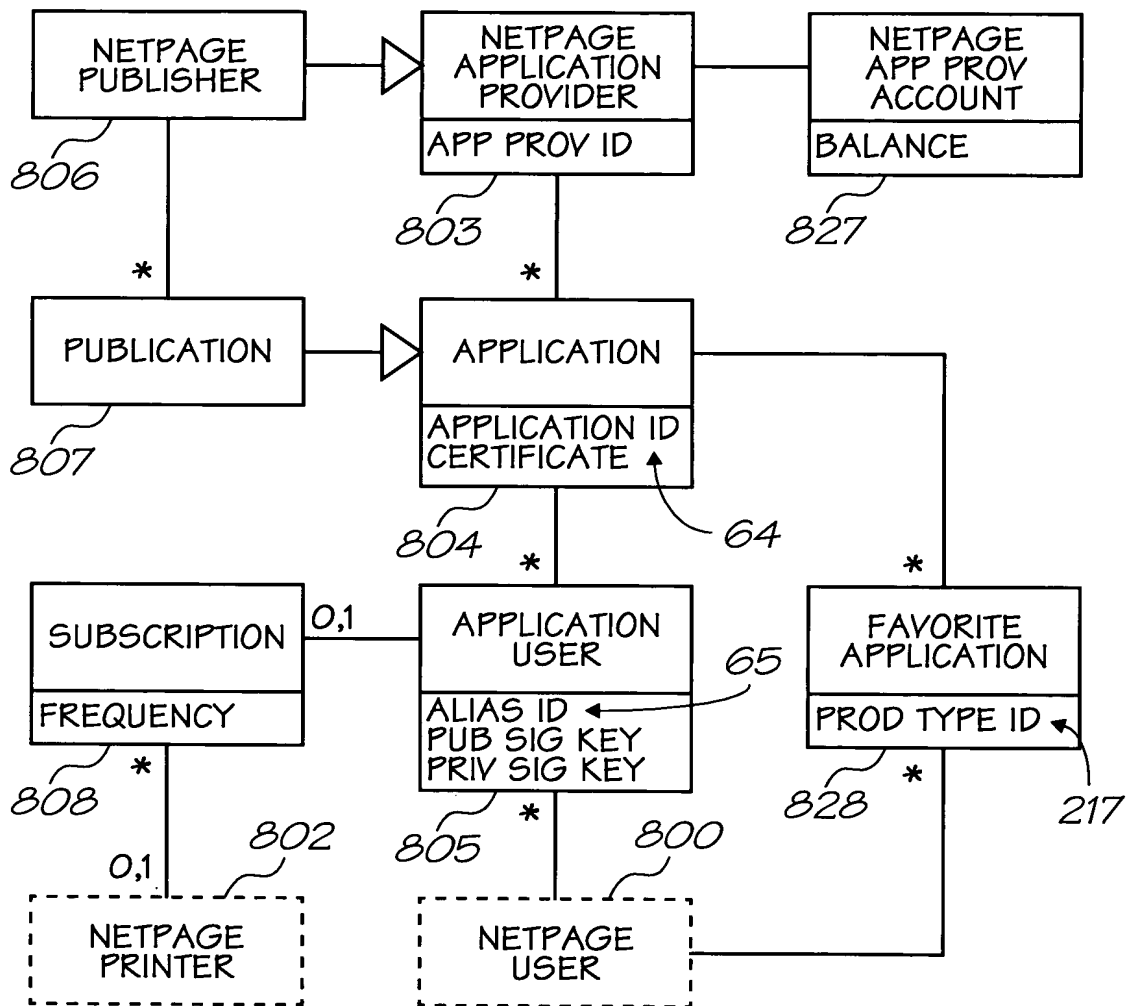 NETPAGE
PUBLISHER
NETPAGE
APPLICATION
PROVIDER
APP PROV ID
NETPAGE
APP PROV
ACCOUNT
BALANCE
806
803
827
*
*
PUBLICATION
APPLICATION
APPLICATION ID
CERTIFICATE
807
804
64
*
*
SUBSCRIPTION
FREQUENCY
0,1
APPLICATION
USER
ALIAS ID
PUB SIG KEY
PRIV SIG KEY
65
FAVORITE
APPLICATION
PROD TYPE ID
808
*
805
*
828
*
217
0,1
802
800
NETPAGE
PRINTER
NETPAGE
USER